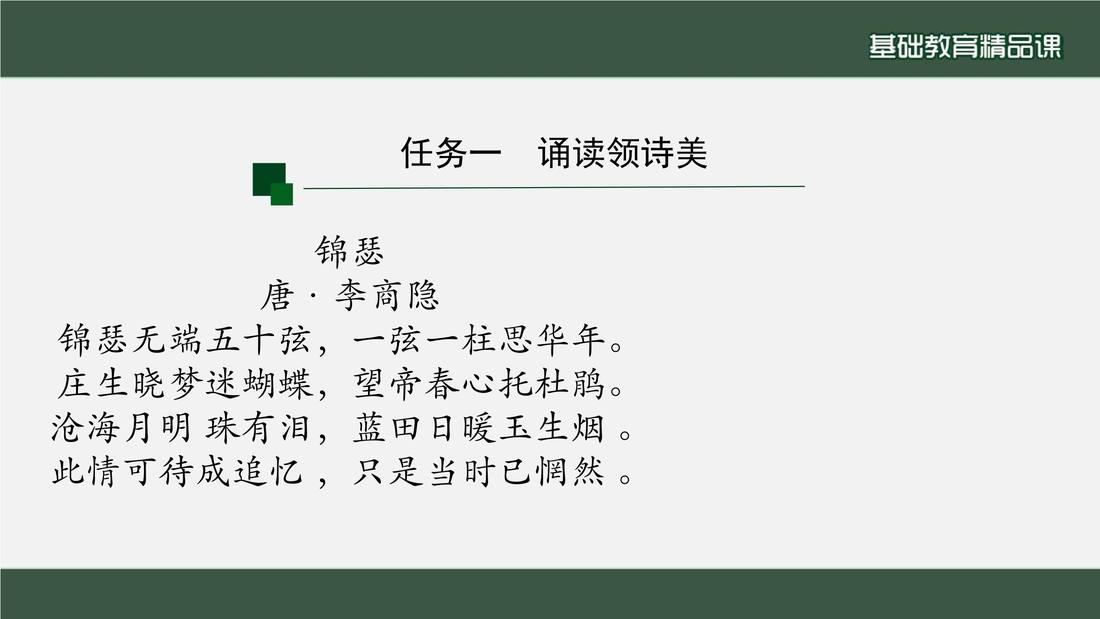 基础教育精品课
任务一 诵读领诗美
锦瑟
唐·李商隐
锦瑟无端五十弦，一弦一柱思华年。
庄生晓梦迷蝴蝶，望帝春心托杜鹃。
沧海月明 珠有泪，蓝田日暖玉生烟 。
此情可待成追忆 ，只是当时已惘然 。